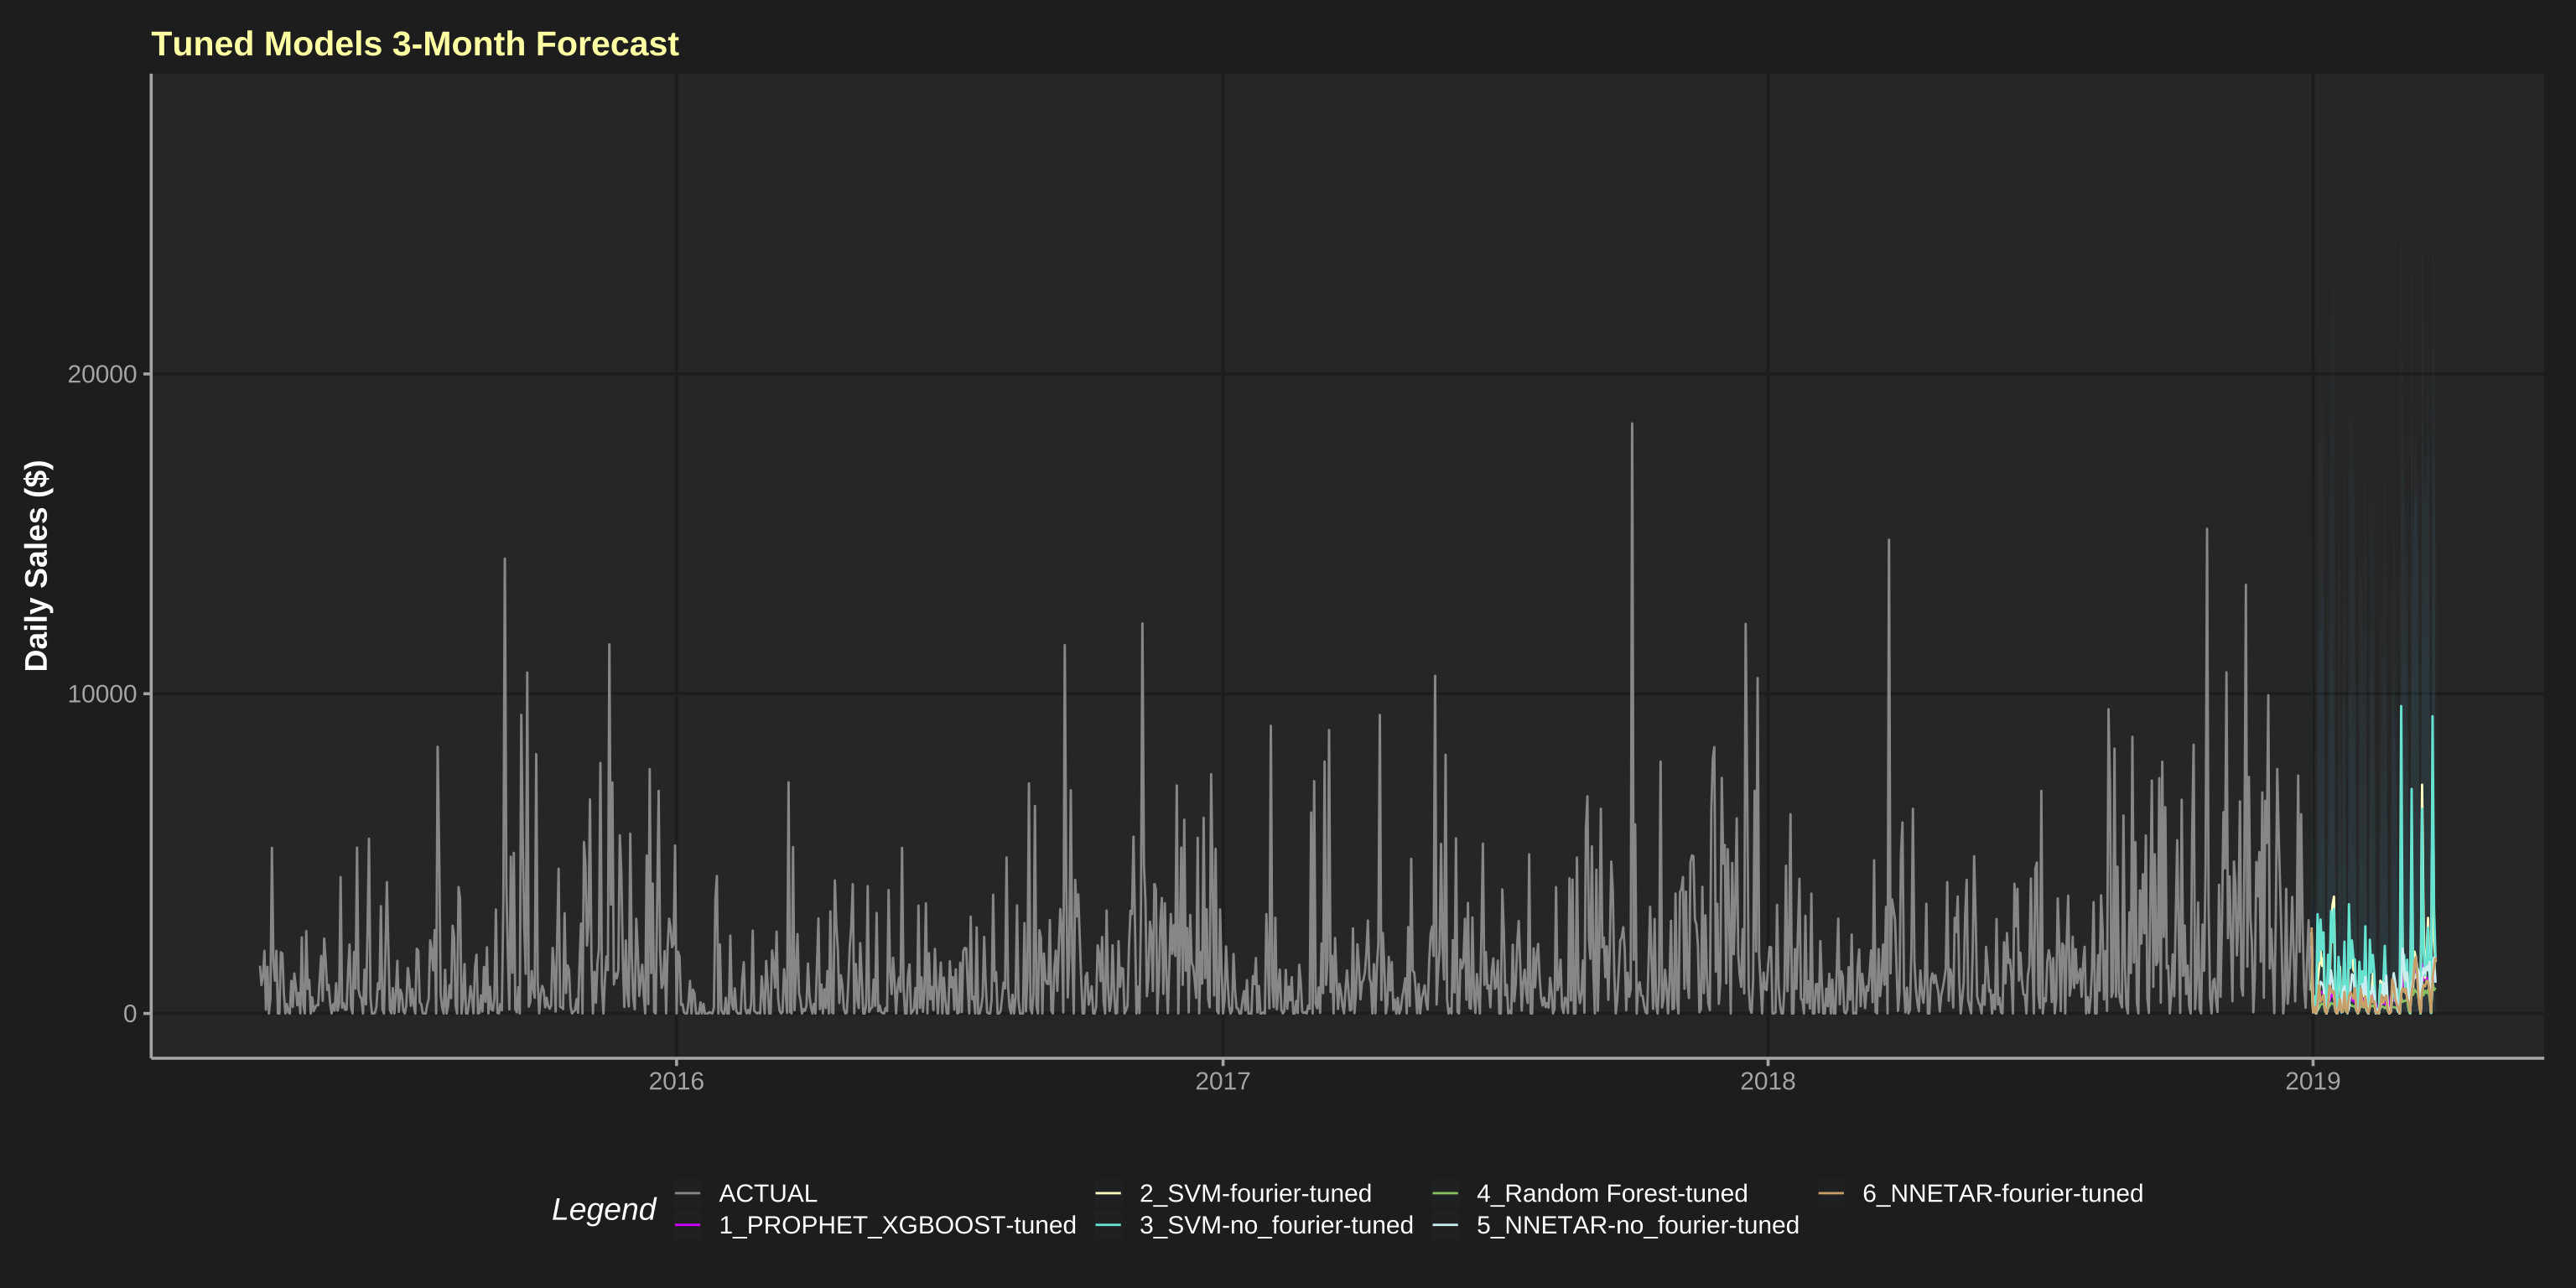 Tuned Models 3-Month Forecast
Daily Sales ($)
20000
10000
0
2016
2017
2018
2019
Legend
ACTUAL
1_PROPHET_XGBOOST-tuned
2_SVM-fourier-tuned
3_SVM-no_fourier-tuned
4_Random Forest-tuned
5_NNETAR-no_fourier-tuned
6_NNETAR-fourier-tuned